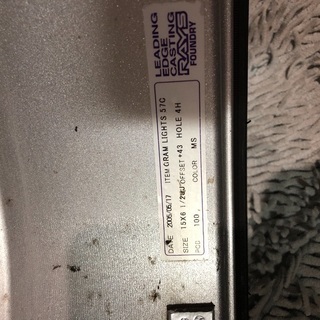 LEADING
EDGE
CASTING
RAYS
FOUNDRY
DATE 2005/05/17 ITEM GRAM LIGHTS 57C
SIZE 15X6 1/2 OFFSET +43 HOLE 4H
PCD 100 COLOR MS